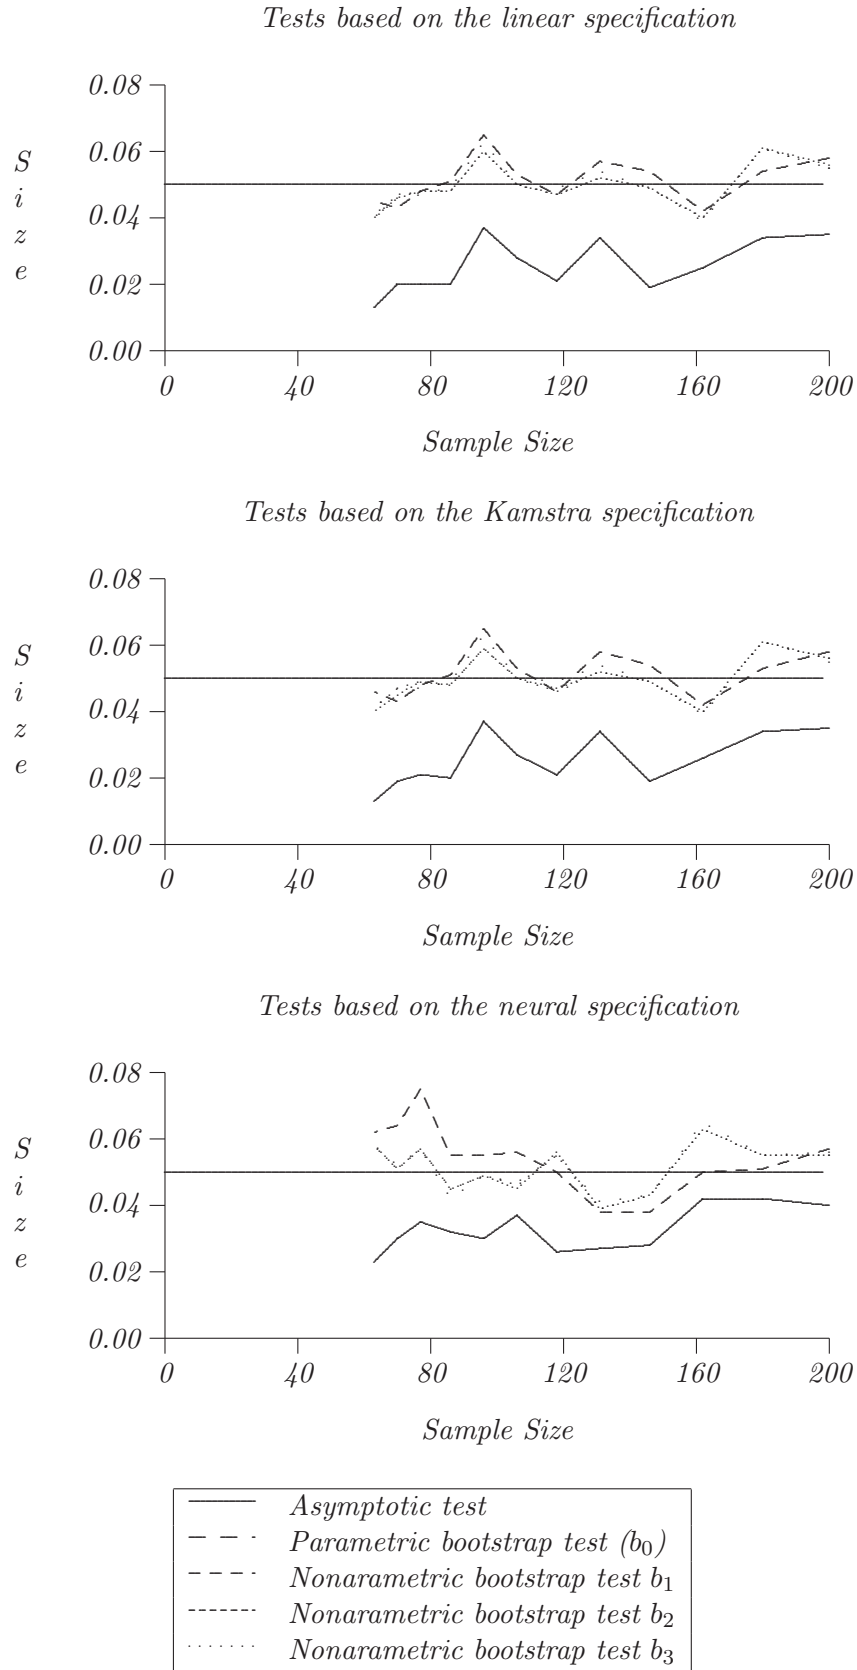 Tests based on the linear specification
0.08
0.06
0.04
0.02
0.00
S
i
z
e
0 40 80 120 160 200
Sample Size
Tests based on the Kamstra specification
0.08
0.06
0.04
0.02
0.00
S
i
z
e
0 40 80 120 160 200
Sample Size
Tests based on the neural specification
0.08
0.06
0.04
0.02
0.00
S
i
z
e
0 40 80 120 160 200
Sample Size
Asymptotic test
Parametric bootstrap test (b₀)
Nonarametric bootstrap test b₁
Nonarametric bootstrap test b₂
Nonarametric bootstrap test b₃